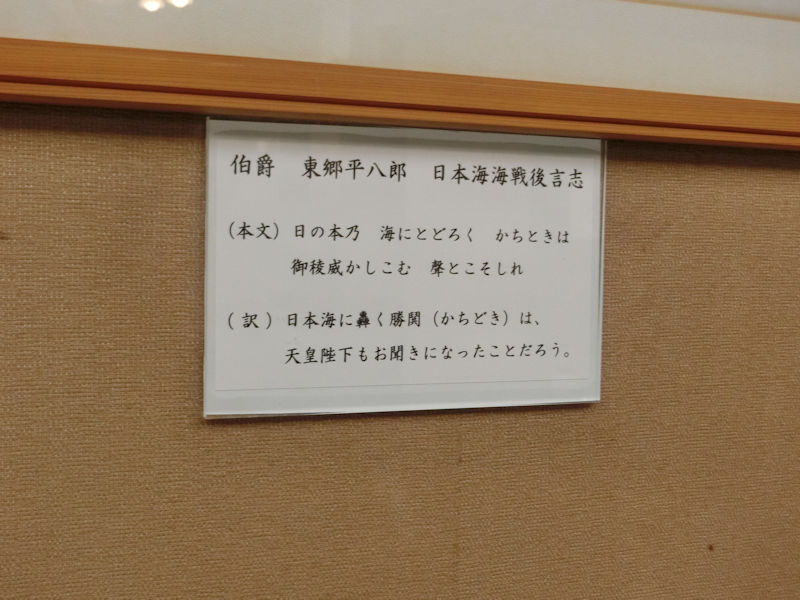 伯爵　東郷平八郎　日本海海戦後言志
（本文）日の本乃　海にとどろく　かちときは
御稜威かしこむ　聲とこそしれ
（訳）日本海に轟く勝鬨（かちどき）は、
天皇陛下もお聞きになったことだろう。